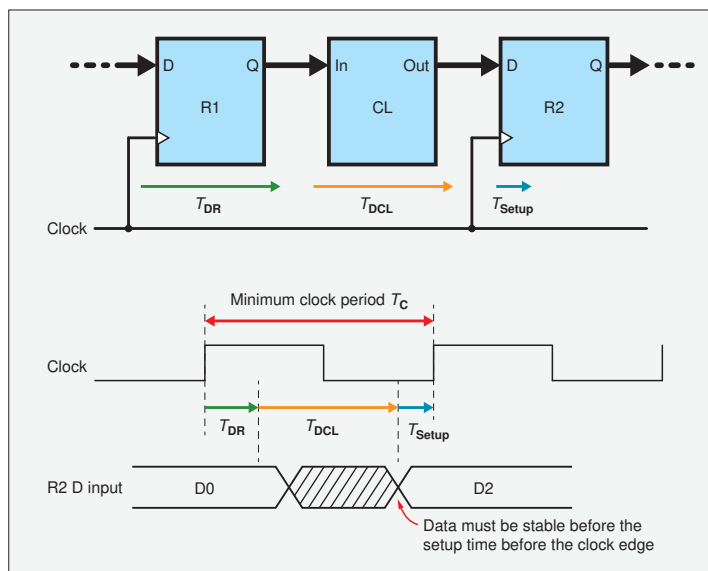 D Q
R1
In Out
CL
D Q
R2
TDR
TDCL
TSetup
Clock
Minimum clock period TC
Clock
TDR
TDCL
TSetup
R2 D input
D0
D2
Data must be stable before the
setup time before the clock edge